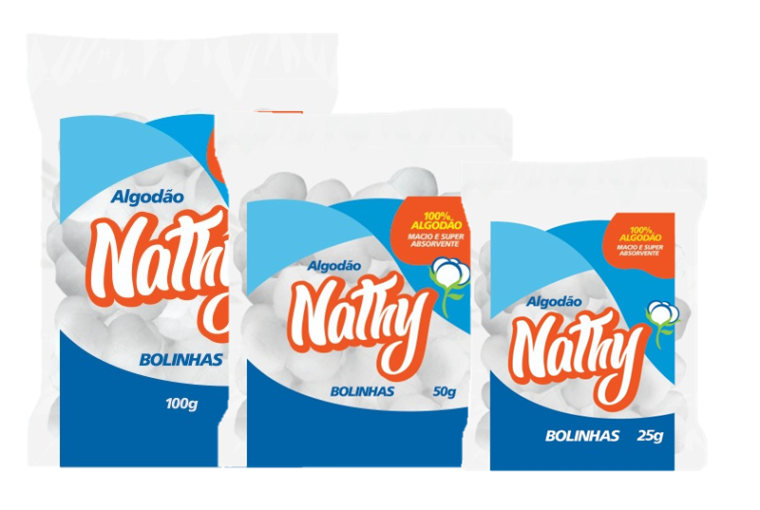 Algodão
Nathy
BOLINHAS
100g
100%
ALGODÃO
MACIO E SUPER
ABSORVENTE
Algodão
Nathy
BOLINHAS 50g
100%
ALGODÃO
MACIO E SUPER
ABSORVENTE
Algodão
Nathy
BOLINHAS 25g